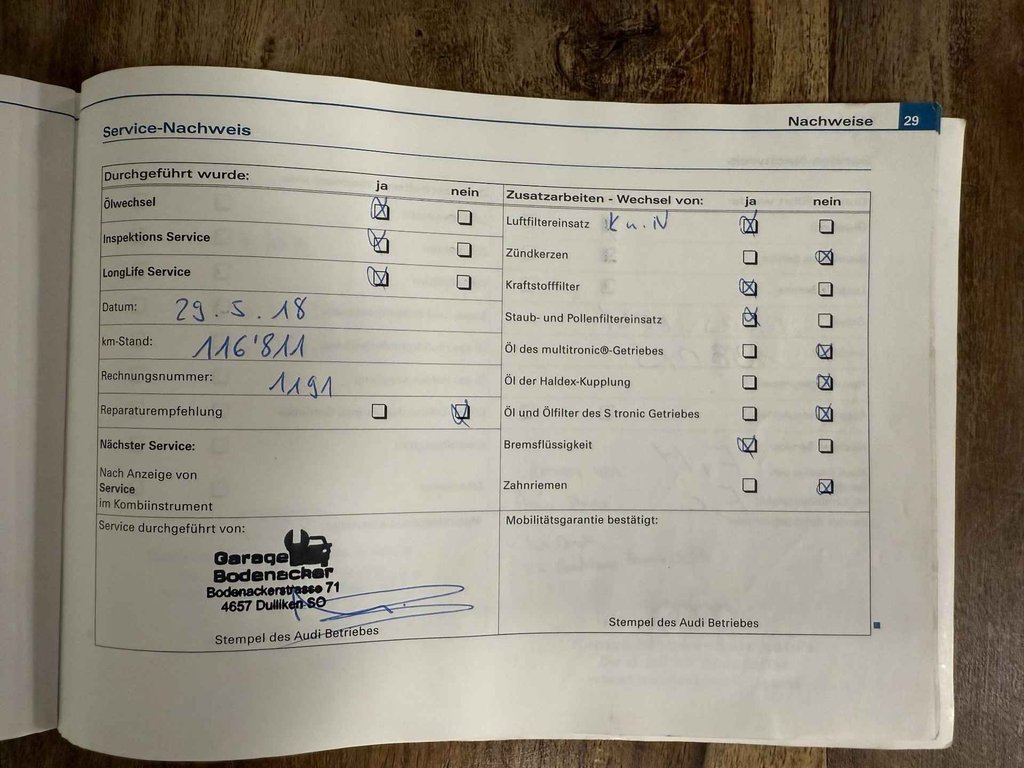 Nachweise 29
Service-Nachweis
Durchgeführt wurde:
ja nein
Ölwechsel
Inspektions Service
LongLife Service
Datum: 29.5.18
km-Stand: 116'811
Rechnungsnummer: 1191
Reparaturempfehlung
Nächster Service:
Nach Anzeige von
Service
im Kombiinstrument
Service durchgeführt von:
Garage
Bodenacher
Bodenackerstrasse 71
4657 Dulliken SO
Stempel des Audi Betriebes
Zusatzarbeiten - Wechsel von: ja nein
Luftfiltereinsatz K u. N
Zündkerzen
Kraftstofffilter
Staub- und Pollenfiltereinsatz
Öl des multitronic®-Getriebes
Öl der Haldex-Kupplung
Öl und Ölfilter des S tronic Getriebes
Bremsflüssigkeit
Zahnriemen
Mobilitätsgarantie bestätigt:
Stempel des Audi Betriebes